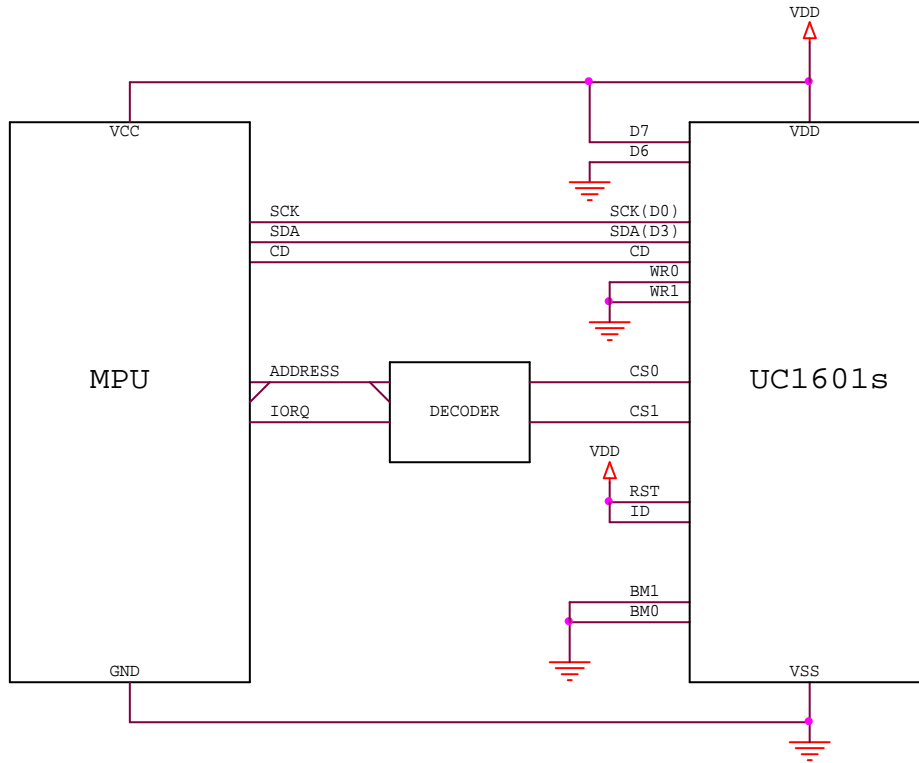 VDD
VCC
D7
VDD
D6
SCK
SCK(D0)
SDA
SDA(D3)
CD
CD
WR0
WR1
ADDRESS
CS0
MPU
UC1601s
IORQ
DECODER
CS1
VDD
RST
ID
BM1
BM0
GND
VSS